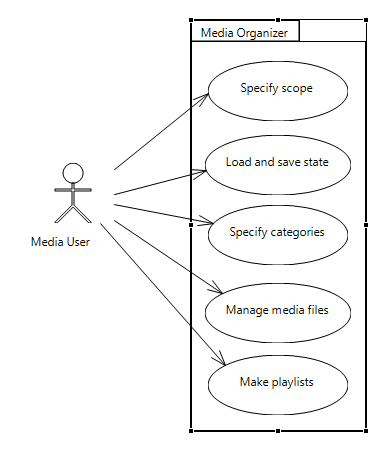 Media Organizer
Specify scope
Load and save state
Specify categories
Media User
Manage media files
Make playlists